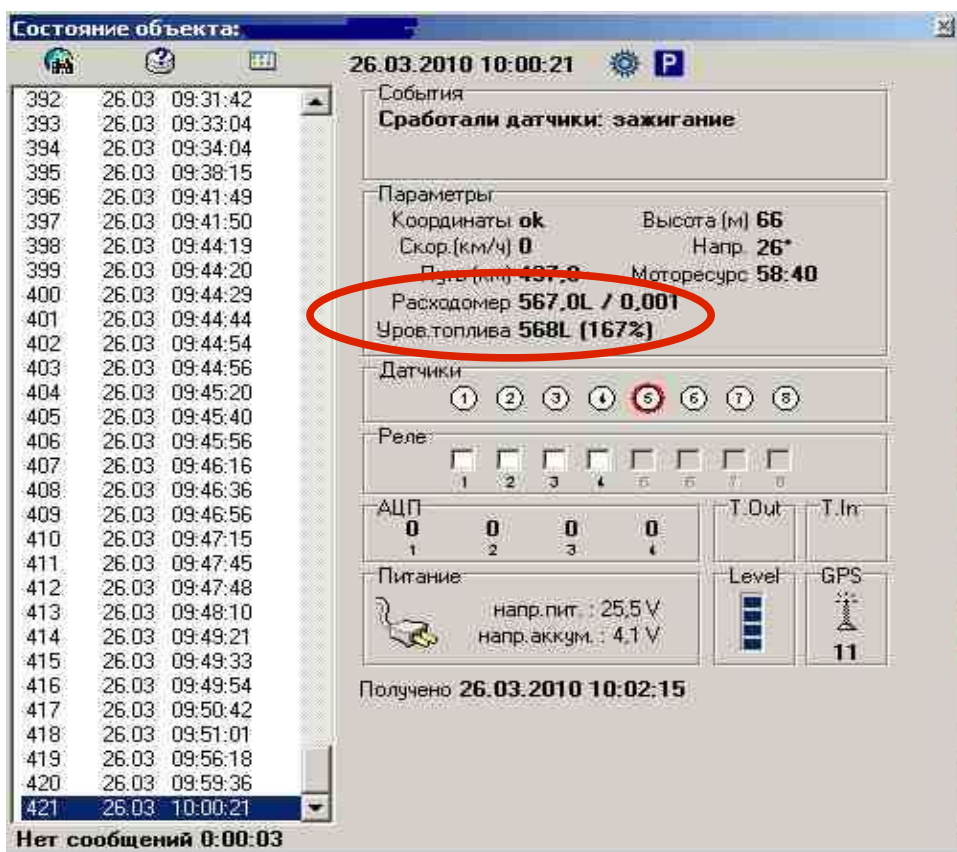 Состояние объекта:
26.03.2010 10:00:21 P
392 26.03 09:31:42
393 26.03 09:33:04
394 26.03 09:34:04
395 26.03 09:38:15
396 26.03 09:41:49
397 26.03 09:41:50
398 26.03 09:44:19
399 26.03 09:44:20
400 26.03 09:44:29
401 26.03 09:44:44
402 26.03 09:44:54
403 26.03 09:44:56
404 26.03 09:45:20
405 26.03 09:45:40
406 26.03 09:45:56
407 26.03 09:46:16
408 26.03 09:46:36
409 26.03 09:46:56
410 26.03 09:47:15
411 26.03 09:47:45
412 26.03 09:47:48
413 26.03 09:48:10
414 26.03 09:49:21
415 26.03 09:49:33
416 26.03 09:49:54
417 26.03 09:50:42
418 26.03 09:51:01
419 26.03 09:56:18
420 26.03 09:59:36
421 26.03 10:00:21
Нет сообщений 0:00:03
События
Сработали датчики: зажигание
Параметры
Координаты ok Высота (м) 66
Скор.(км/ч) 0 Напр. 26°
Путь (км) Моторесурс 58:40
Расходомер 567,0L / 0,001
Уров.топлива 568L (167%)
Датчики
1 2 3 4 5 6 7 8
Реле
1 2 3 4 5 6 7 8
АЦП
0 0 0 0
1 2 3 4
T.Out
T.In
Питание
напр.пит. : 25,5 V
напр.аккум. : 4,1 V
Level
GPS
11
Получено 26.03.2010 10:02:15